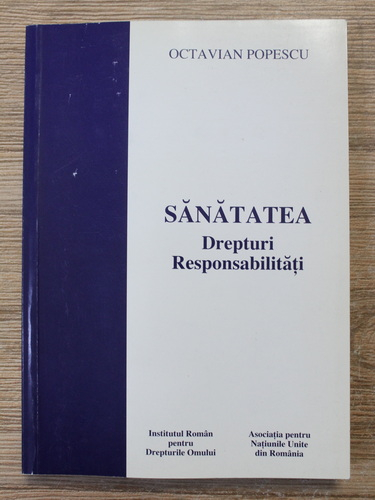 OCTAVIAN POPESCU
SĂNĂTATEA
Drepturi
Responsabilități
Institutul Român
pentru
Drepturile Omului
Asociația pentru
Națiunile Unite
din România